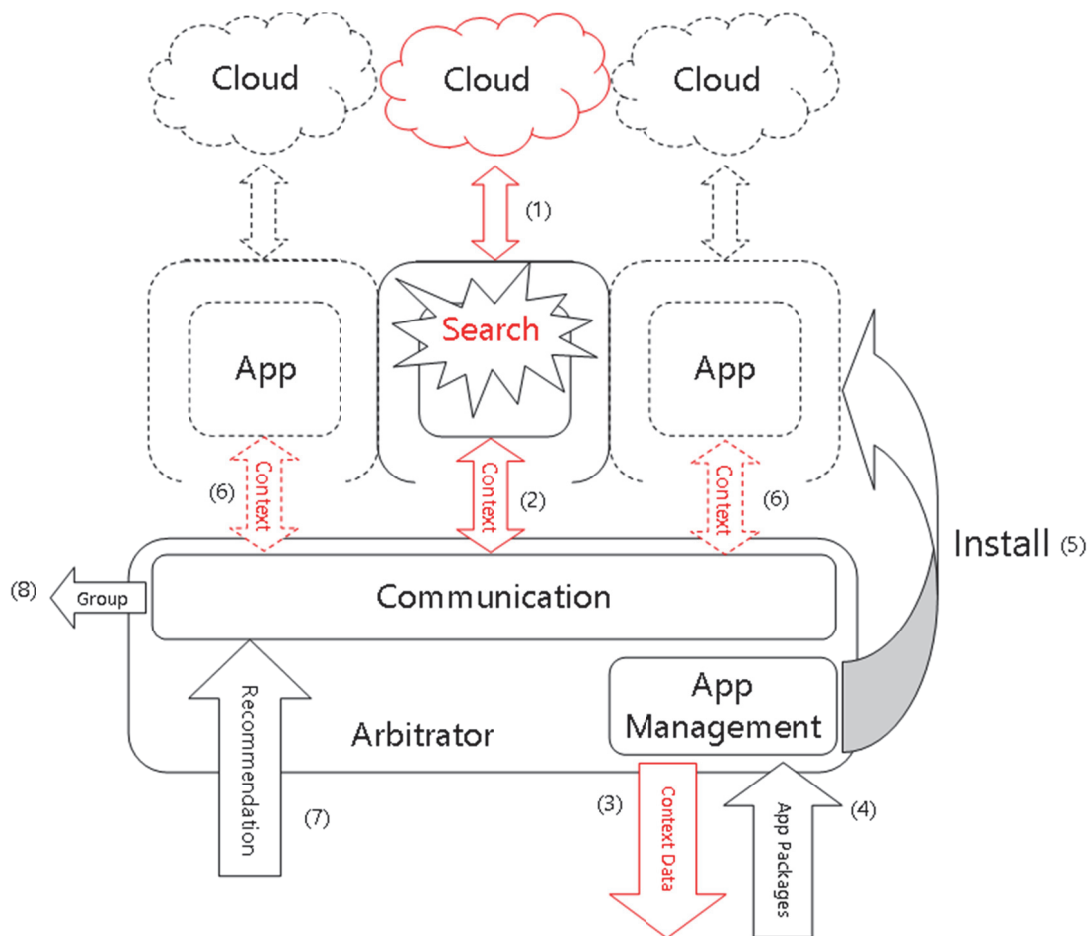 Cloud
Cloud
Cloud
(1)
App
Search
App
(6)
Context
Context
(2)
(6)
Context
Install (5)
(8)
Group
Communication
Recommendation
(7)
Arbitrator
App
Management
(3)
Context Data
App Packages
(4)